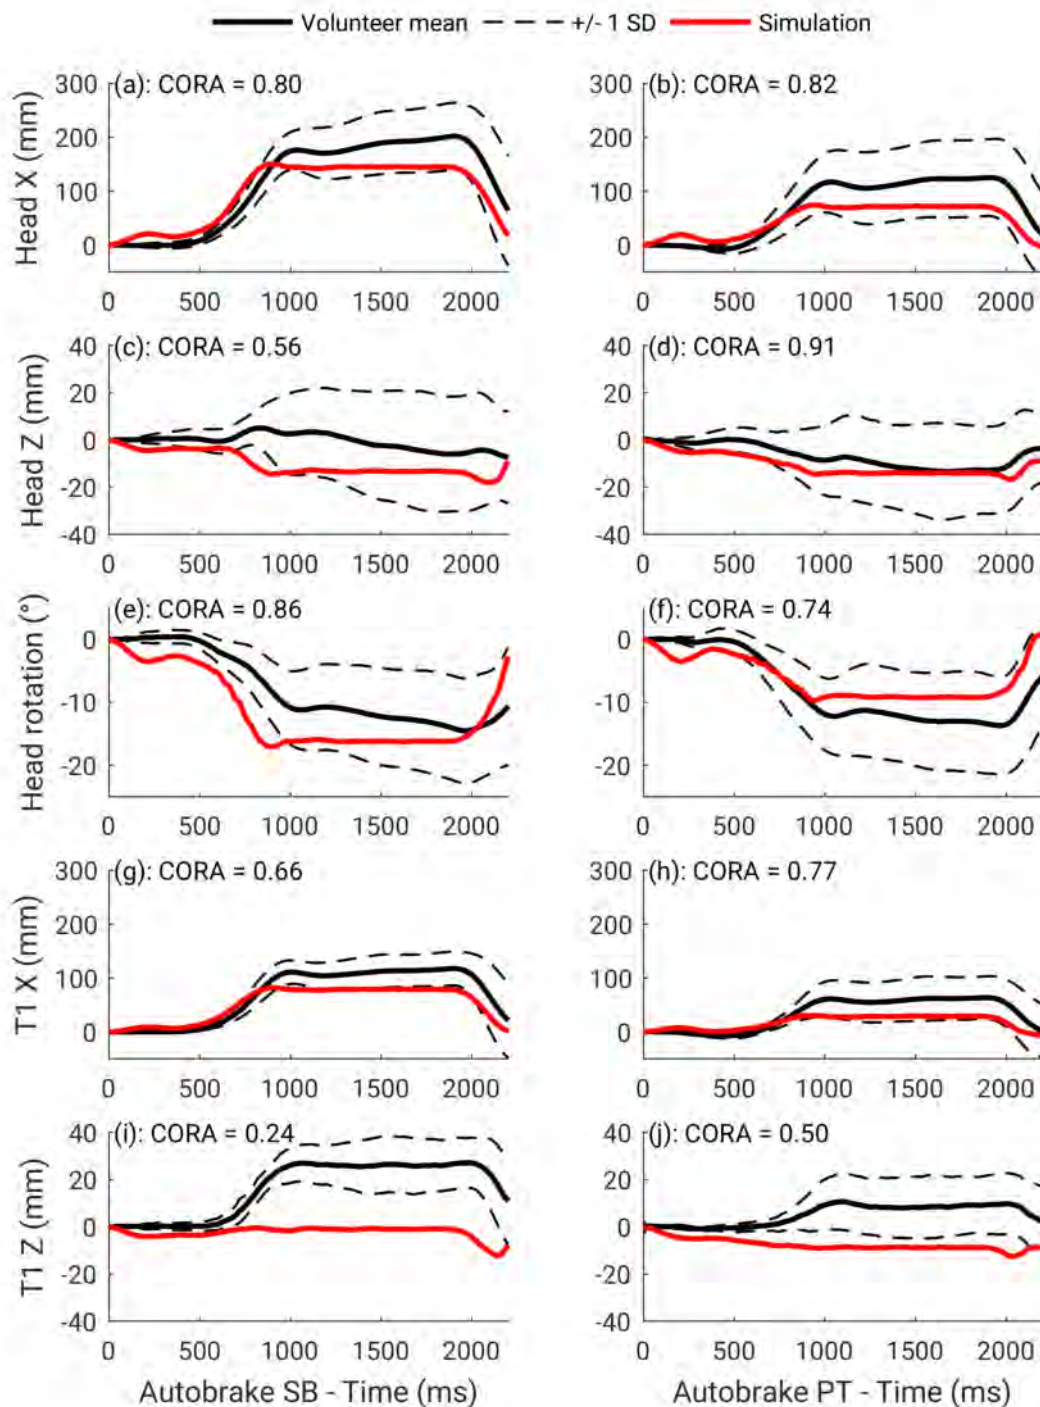 Volunteer mean +/- 1 SD Simulation
(a): CORA = 0.80
Head X (mm)
300
200
100
0
0 500 1000 1500 2000
(b): CORA = 0.82
300
200
100
0
0 500 1000 1500 2000
(c): CORA = 0.56
Head Z (mm)
40
20
0
-20
-40
0 500 1000 1500 2000
(d): CORA = 0.91
40
20
0
-20
-40
0 500 1000 1500 2000
(e): CORA = 0.86
Head rotation (°)
0
-10
-20
0 500 1000 1500 2000
(f): CORA = 0.74
0
-10
-20
0 500 1000 1500 2000
(g): CORA = 0.66
T1 X (mm)
300
200
100
0
0 500 1000 1500 2000
(h): CORA = 0.77
300
200
100
0
0 500 1000 1500 2000
(i): CORA = 0.24
T1 Z (mm)
40
20
0
-20
-40
0 500 1000 1500 2000
Autobrake SB - Time (ms)
(j): CORA = 0.50
40
20
0
-20
-40
0 500 1000 1500 2000
Autobrake PT - Time (ms)